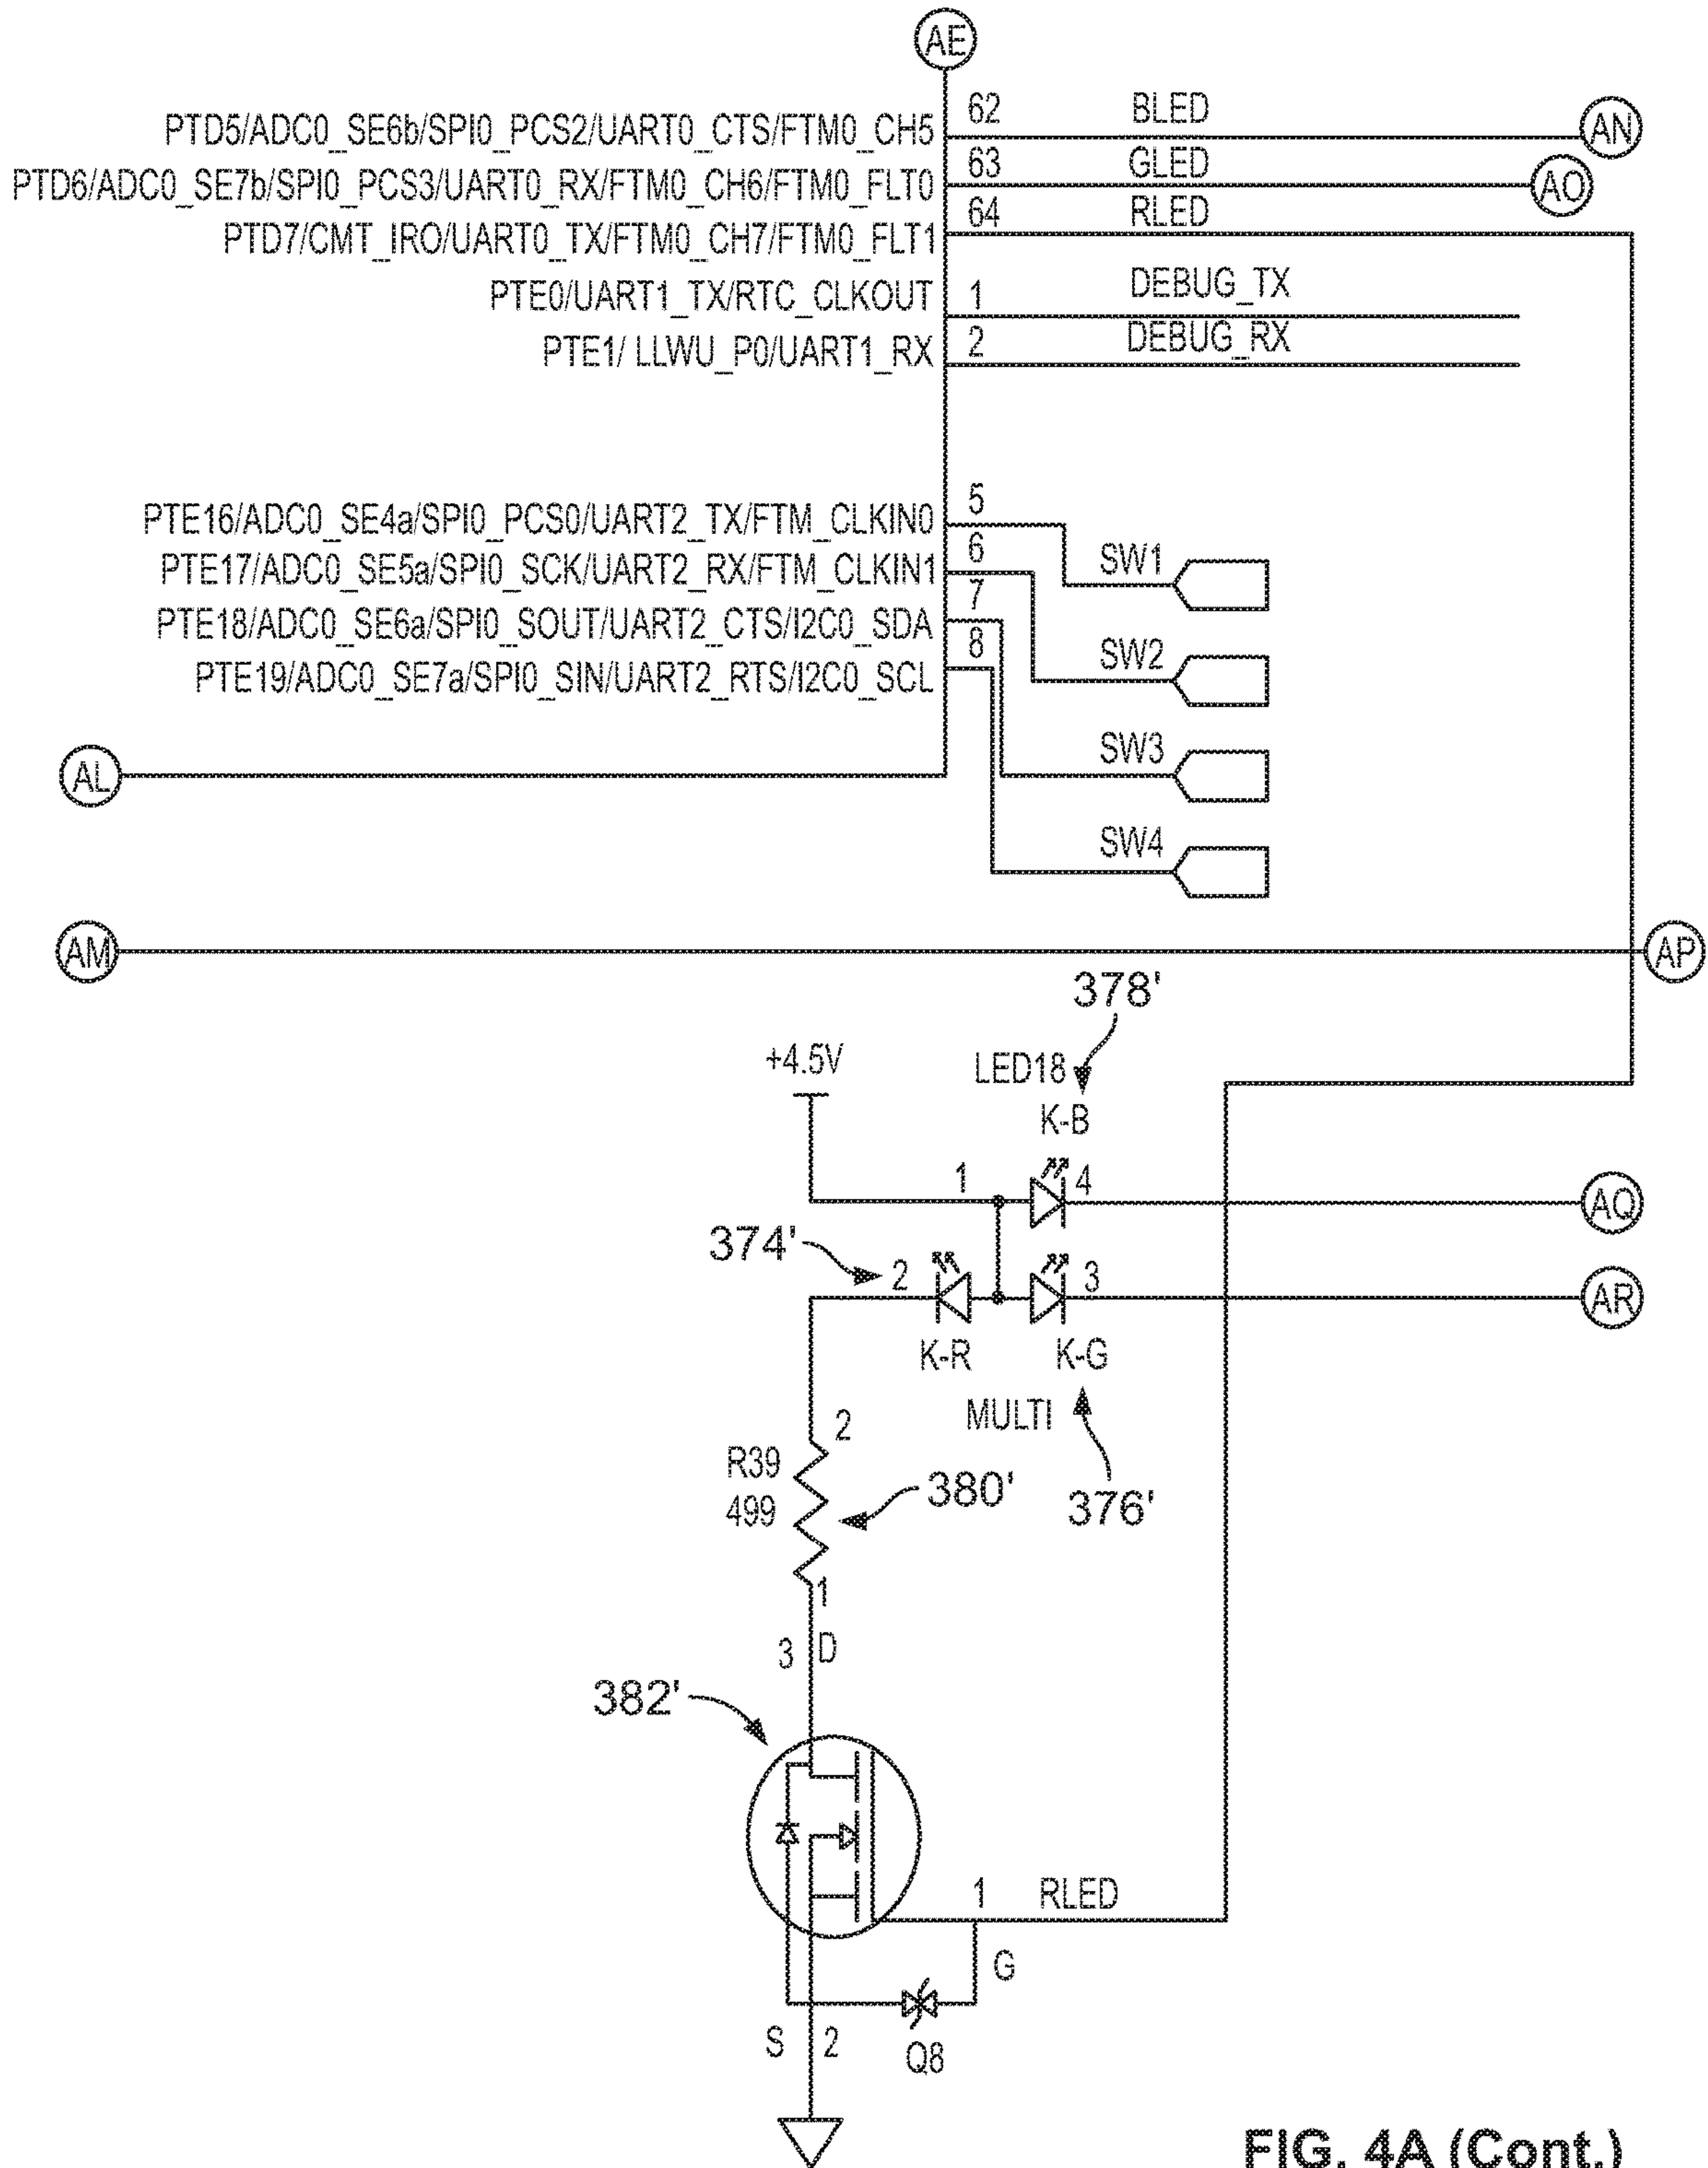 AE
PTD5/ADC0_SE6b/SPI0_PCS2/UART0_CTS/FTM0_CH5 62 BLED AN
PTD6/ADC0_SE7b/SPI0_PCS3/UART0_RX/FTM0_CH6/FTM0_FLT0 63 GLED AO
PTD7/CMT_IRO/UART0_TX/FTM0_CH7/FTM0_FLT1 64 RLED
PTE0/UART1_TX/RTC_CLKOUT 1 DEBUG_TX
PTE1/ LLWU_P0/UART1_RX 2 DEBUG_RX
PTE16/ADC0_SE4a/SPI0_PCS0/UART2_TX/FTM_CLKIN0 5
PTE17/ADC0_SE5a/SPI0_SCK/UART2_RX/FTM_CLKIN1 6
SW1
PTE18/ADC0_SE6a/SPI0_SOUT/UART2_CTS/I2C0_SDA 7
PTE19/ADC0_SE7a/SPI0_SIN/UART2_RTS/I2C0_SCL 8
SW2
SW3
AL
SW4
AM AP
378'
+4.5V LED18
K-B
1 4 AQ
374' 2 3 AR
K-R K-G
MULTI
2
R39
499
380' 376'
1
3 D
382'
1 RLED
G
S 2 Q8
FIG. 4A (Cont.)